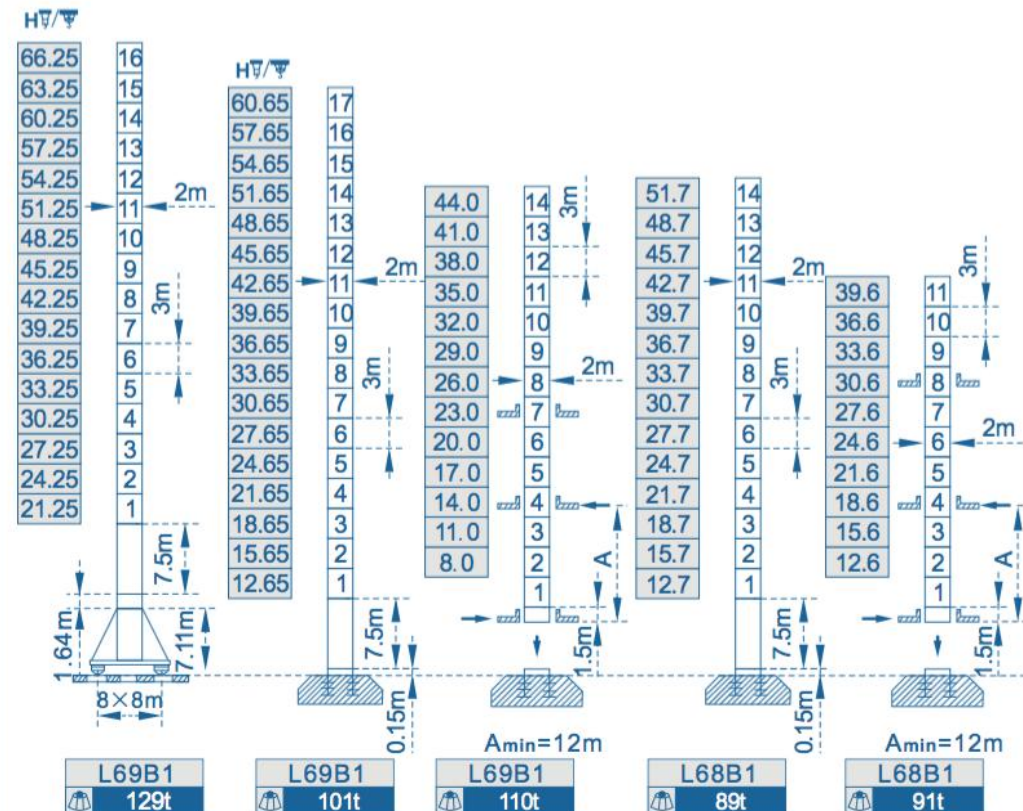 H
66.25 16
63.25 15
60.25 14
57.25 13
54.25 12
51.25 11
48.25 10
45.25 9
42.25 8
39.25 7
36.25 6
33.25 5
30.25 4
27.25 3
24.25 2
21.25 1
2m
3m
7.5m
1.64m
7.11m
8×8m
L69B1
129t
H
60.65 17
57.65 16
54.65 15
51.65 14
48.65 13
45.65 12
42.65 11
39.65 10
36.65 9
33.65 8
30.65 7
27.65 6
24.65 5
21.65 4
18.65 3
15.65 2
12.65 1
2m
3m
7.5m
0.15m
L69B1
101t
44.0 14
41.0 13
38.0 12
35.0 11
32.0 10
29.0 9
26.0 8
23.0 7
20.0 6
17.0 5
14.0 4
11.0 3
8.0 2
1
3m
2m
A
1.5m
Amin=12m
L69B1
110t
51.7 14
48.7 13
45.7 12
42.7 11
39.7 10
36.7 9
33.7 8
30.7 7
27.7 6
24.7 5
21.7 4
18.7 3
15.7 2
12.7 1
2m
3m
7.5m
0.15m
L68B1
89t
39.6 11
36.6 10
33.6 9
30.6 8
27.6 7
24.6 6
21.6 5
18.6 4
15.6 3
12.6 2
1
3m
2m
A
1.5m
Amin=12m
L68B1
91t